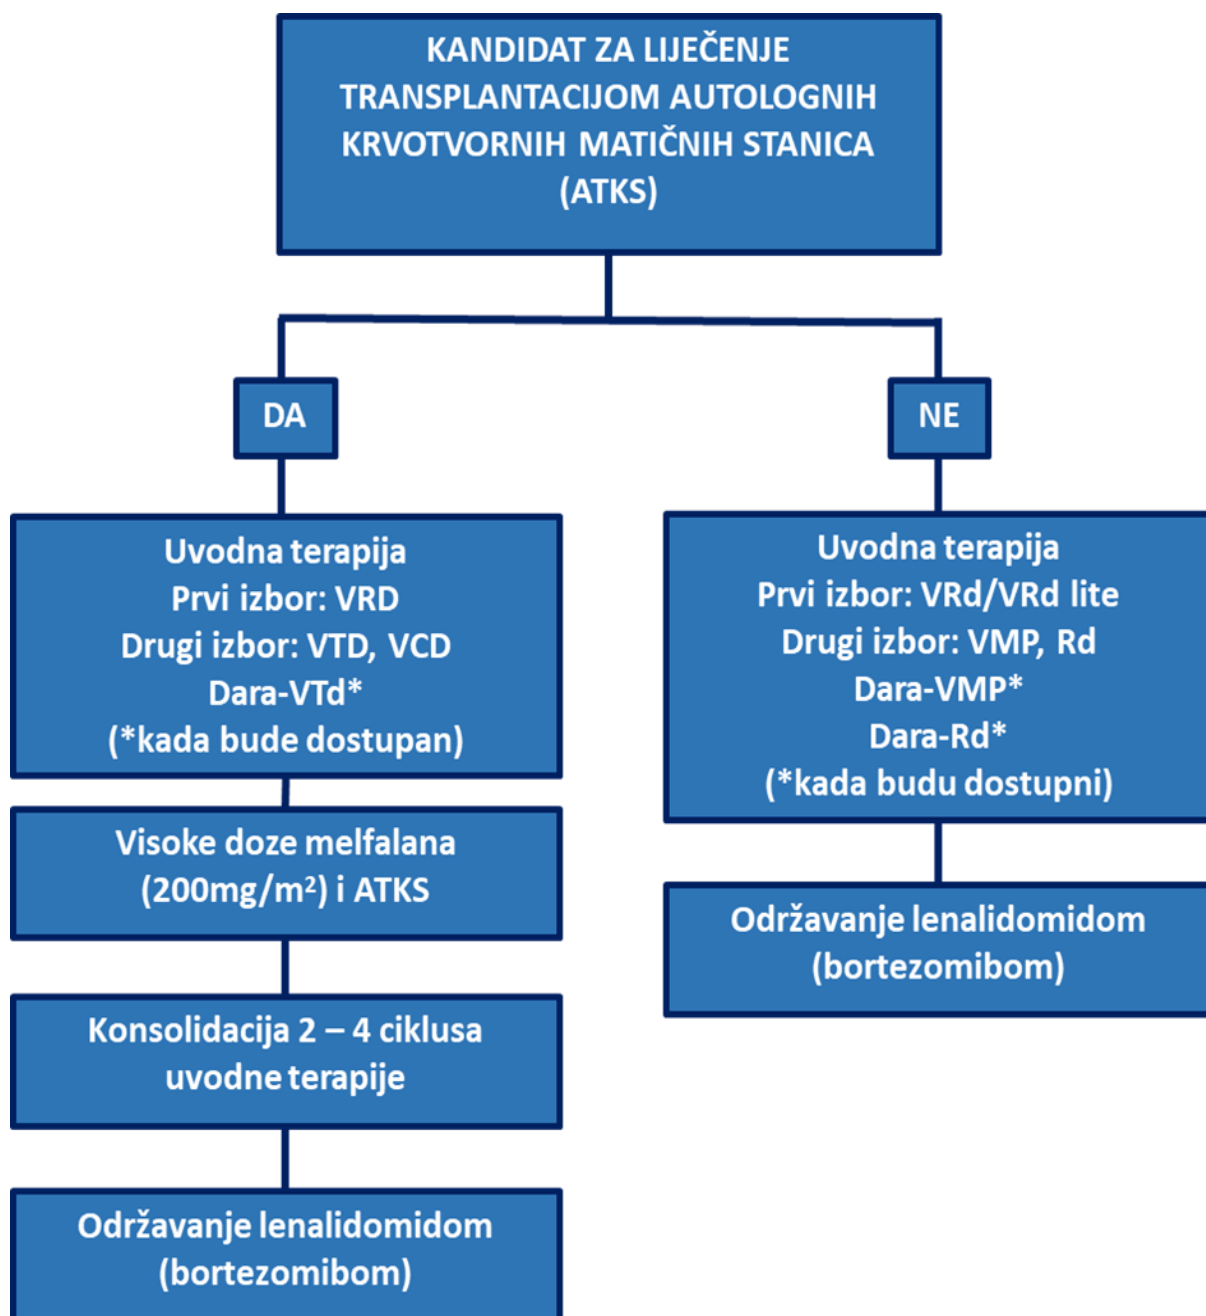 KANDIDAT ZA LIJEČENJE
TRANSPLANTACIJOM AUTOLOGNIH
KRVOTVORNIH MATIČNIH STANICA
(ATKS)
DA
NE
Uvodna terapija
Prvi izbor: VRD
Drugi izbor: VTD, VCD
Dara-VTd*
(*kada bude dostupan)
Uvodna terapija
Prvi izbor: VRd/VRd lite
Drugi izbor: VMP, Rd
Dara-VMP*
Dara-Rd*
(*kada budu dostupni)
Visoke doze melfalana
(200mg/m²) i ATKS
Održavanje lenalidomidom
(bortezomibom)
Konsolidacija 2 – 4 ciklusa
uvodne terapije
Održavanje lenalidomidom
(bortezomibom)